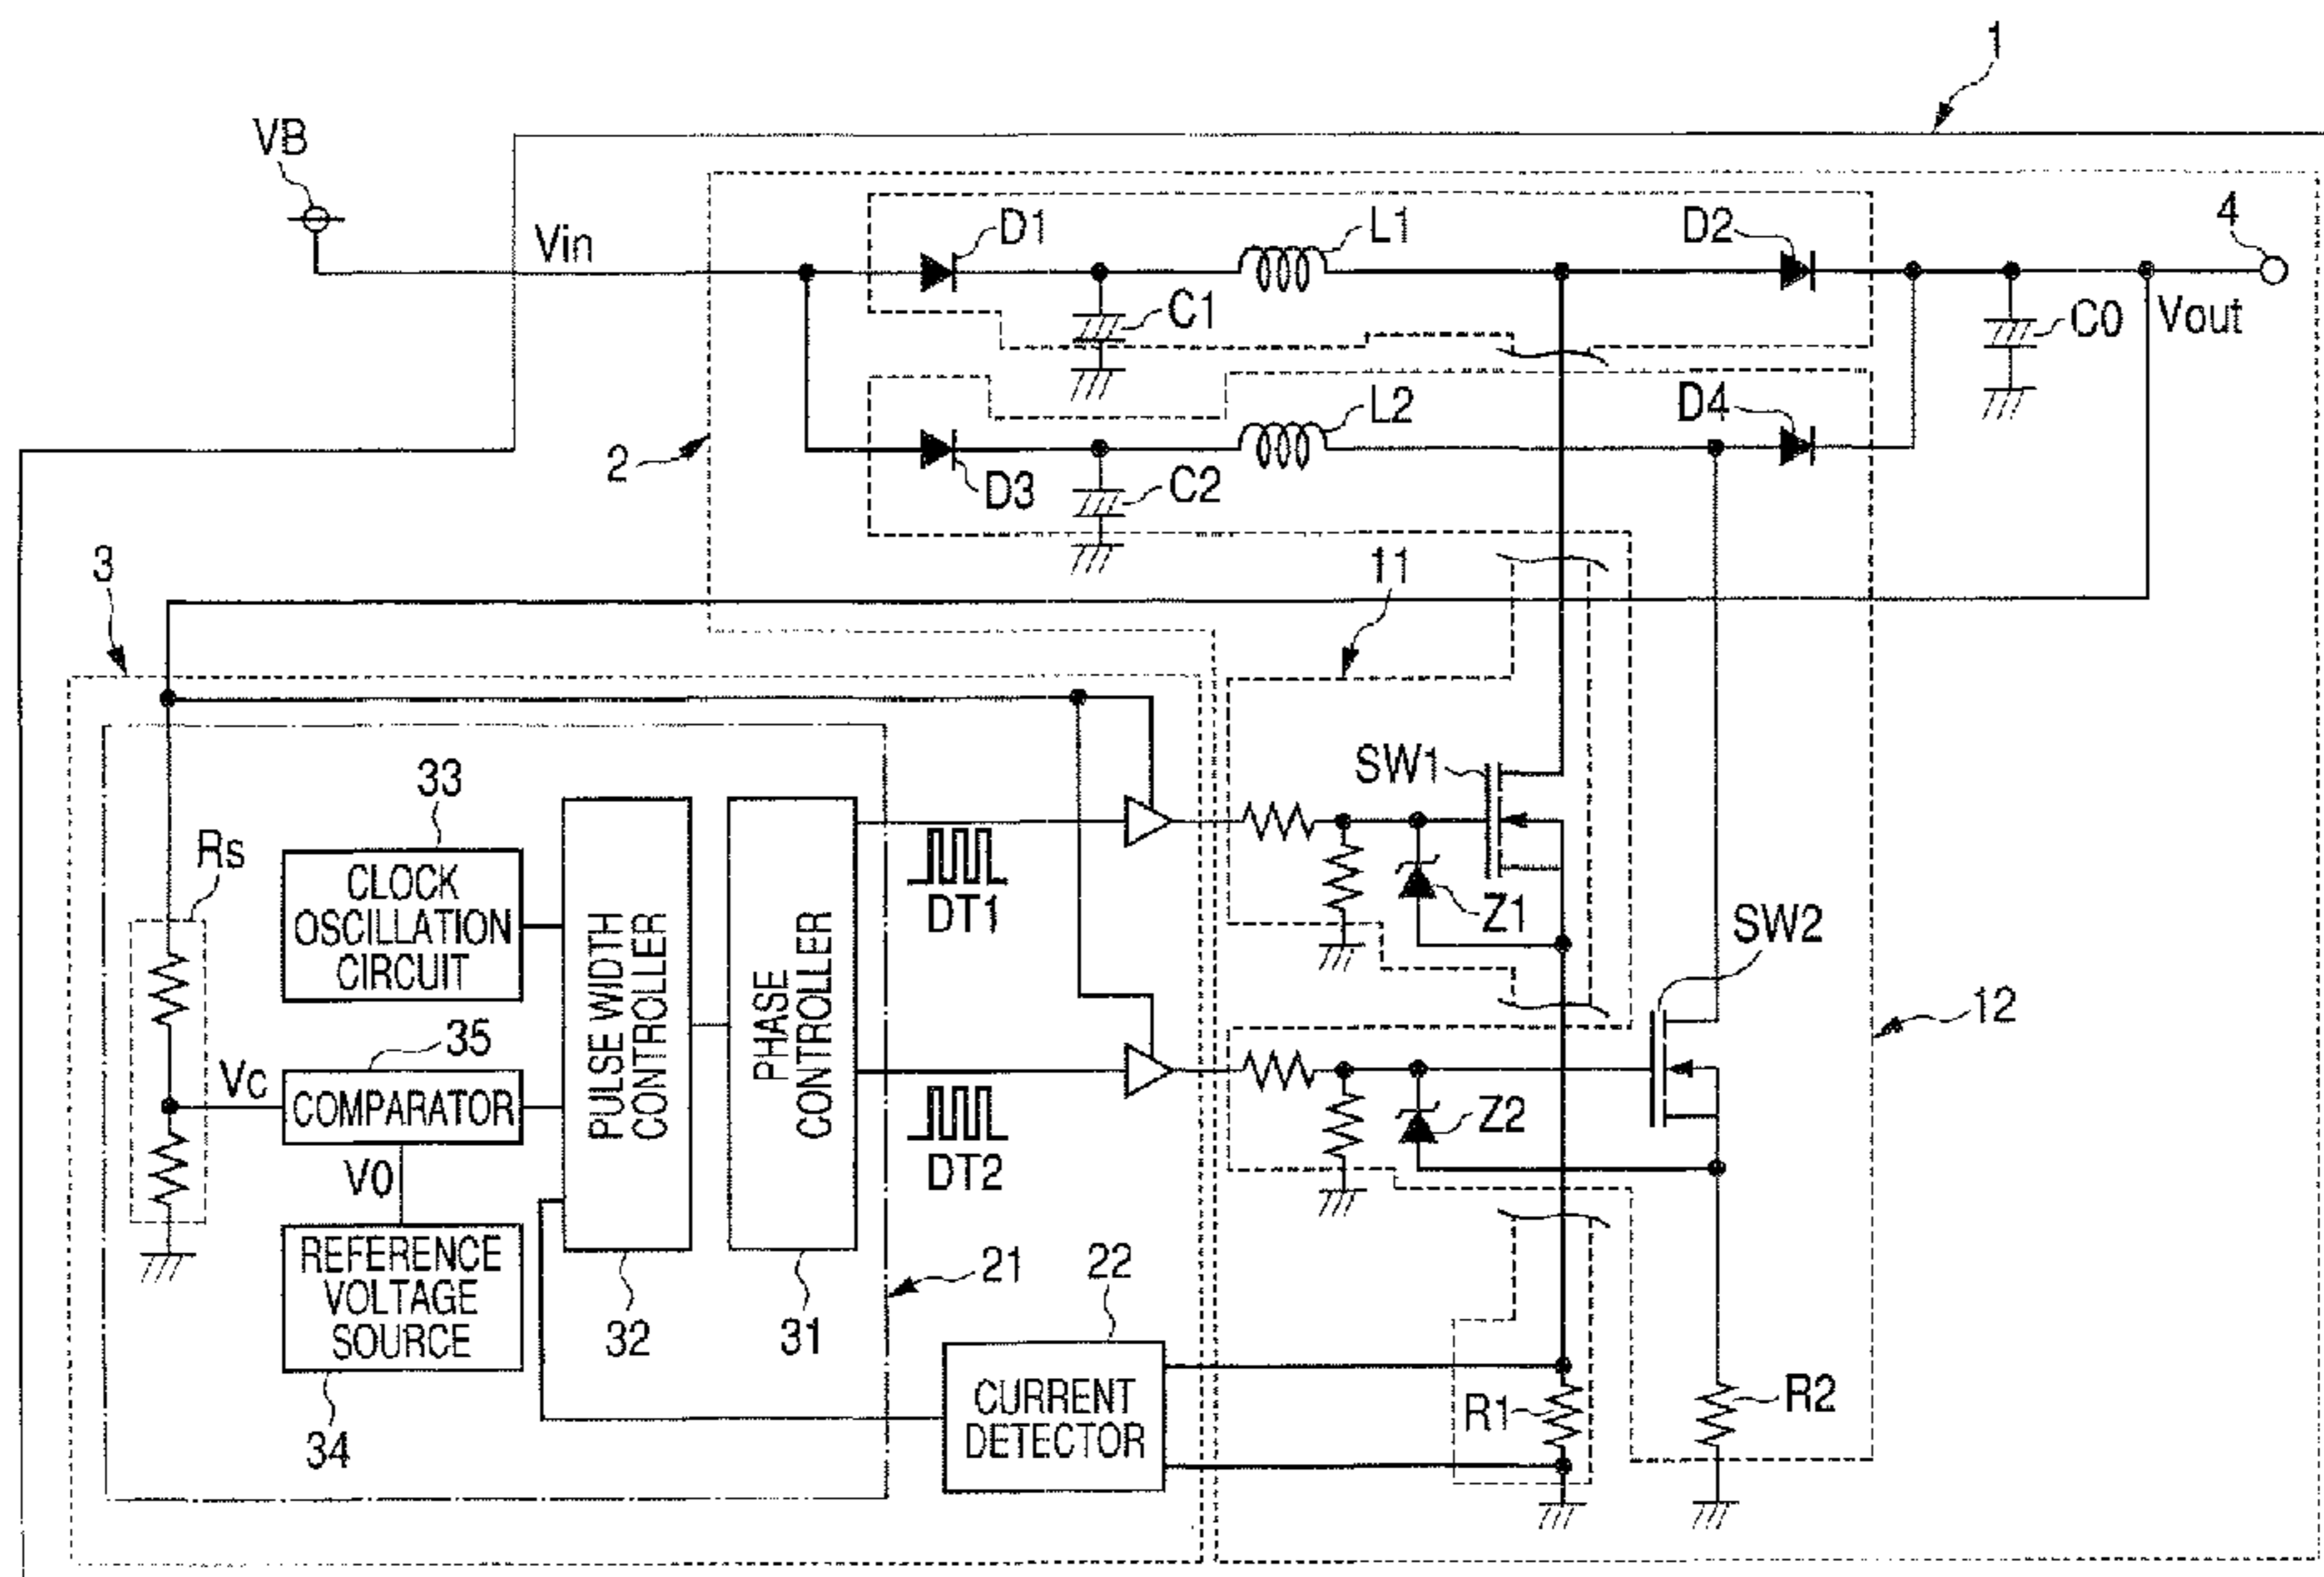 1
VB
Vin
D1
L1
D2
4
C1
C0
Vout
2
D3
C2
L2
D4
3
11
SW1
33
Rs
CLOCK
OSCILLATION
CIRCUIT
PULSE WIDTH
CONTROLLER
PHASE
CONTROLLER
DT1
Z1
SW2
12
35
Vc
COMPARATOR
V0
DT2
Z2
REFERENCE
VOLTAGE
SOURCE
34
32
31
21
22
CURRENT
DETECTOR
R1
R2